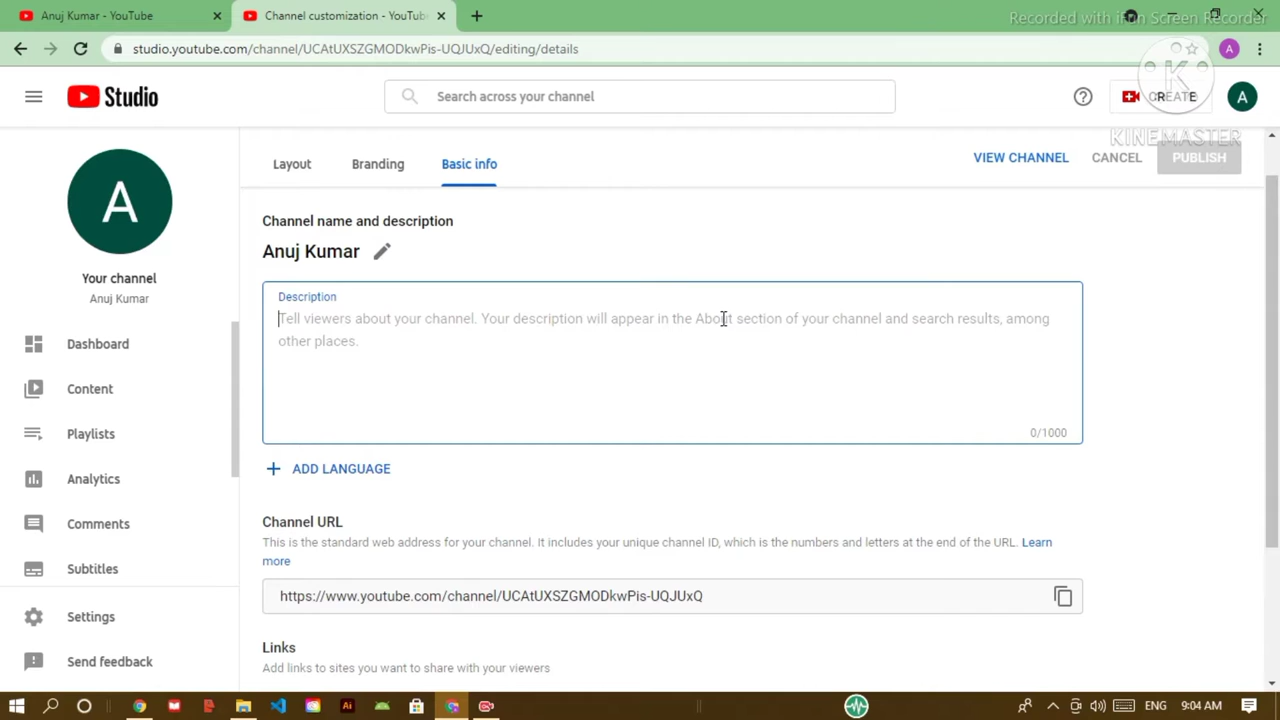 Anuj Kumar - YouTube
Channel customization - YouTube
Recorded with iFun Screen Recorder
studio.youtube.com/channel/UCAtUXSZGMODkwPis-UQJUxQ/editing/details
Studio
Search across your channel
CREATE
A
A
K
KINEMASTER
Layout
Branding
Basic info
VIEW CHANNEL
CANCEL
PUBLISH
A
Your channel
Anuj Kumar
Dashboard
Content
Playlists
Analytics
Comments
Subtitles
Settings
Send feedback
Channel name and description
Anuj Kumar
Description
Tell viewers about your channel. Your description will appear in the About section of your channel and search results, among
other places.
0/1000
+ ADD LANGUAGE
Channel URL
This is the standard web address for your channel. It includes your unique channel ID, which is the numbers and letters at the end of the URL. Learn
more
https://www.youtube.com/channel/UCAtUXSZGMODkwPis-UQJUxQ
Links
Add links to sites you want to share with your viewers
Ai
ENG
9:04 AM